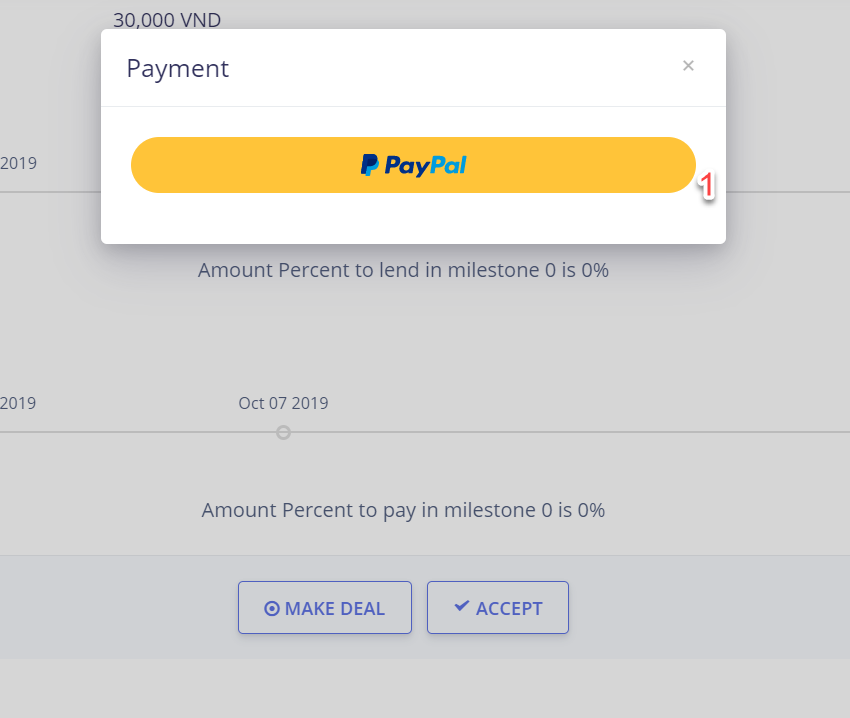 30,000 VND
Payment
×
PayPal
1
2019
Amount Percent to lend in milestone 0 is 0%
2019
Oct 07 2019
Amount Percent to pay in milestone 0 is 0%
MAKE DEAL
ACCEPT